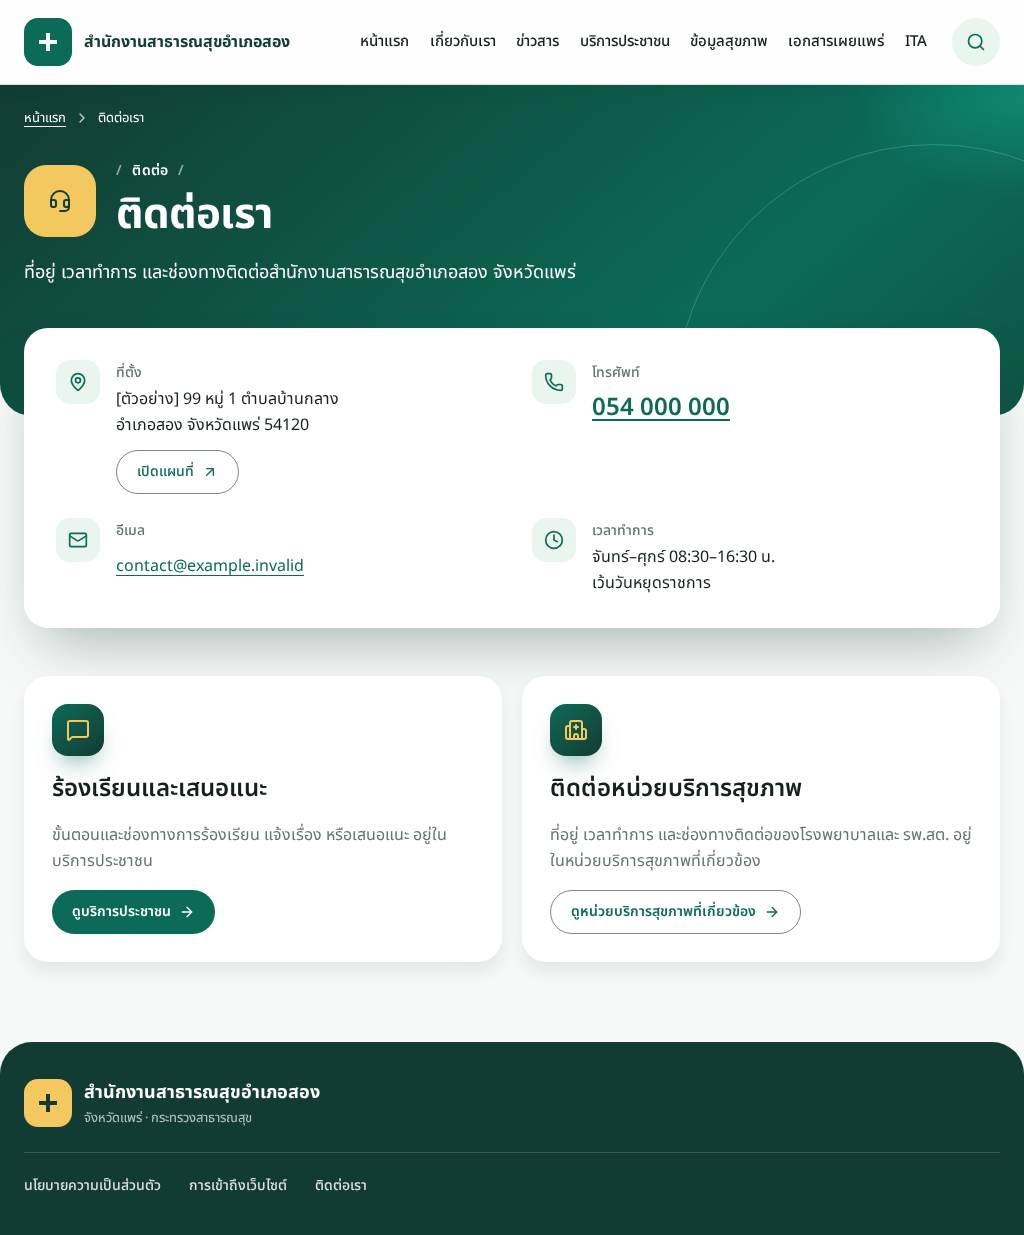 สำนักงานสาธารณสุขอำเภอสอง
หน้าแรก เกี่ยวกับเรา ข่าวสาร บริการประชาชน ข้อมูลสุขภาพ เอกสารเผยแพร่ ITA
หน้าแรก ติดต่อเรา
/ ติดต่อ /
ติดต่อเรา
ที่อยู่ เวลาทำการ และช่องทางติดต่อสำนักงานสาธารณสุขอำเภอสอง จังหวัดแพร่
ที่ตั้ง
[ตัวอย่าง] 99 หมู่ 1 ตำบลบ้านกลาง
อำเภอสอง จังหวัดแพร่ 54120
เปิดแผนที่
โทรศัพท์
054 000 000
อีเมล
contact@example.invalid
เวลาทำการ
จันทร์–ศุกร์ 08:30–16:30 น.
เว้นวันหยุดราชการ
ร้องเรียนและเสนอแนะ
ขั้นตอนและช่องทางการร้องเรียน แจ้งเรื่อง หรือเสนอแนะ อยู่ใน
บริการประชาชน
ดูบริการประชาชน
ติดต่อหน่วยบริการสุขภาพ
ที่อยู่ เวลาทำการ และช่องทางติดต่อของโรงพยาบาลและ รพ.สต. อยู่
ในหน่วยบริการสุขภาพที่เกี่ยวข้อง
ดูหน่วยบริการสุขภาพที่เกี่ยวข้อง
สำนักงานสาธารณสุขอำเภอสอง
จังหวัดแพร่ · กระทรวงสาธารณสุข
นโยบายความเป็นส่วนตัว การเข้าถึงเว็บไซต์ ติดต่อเรา